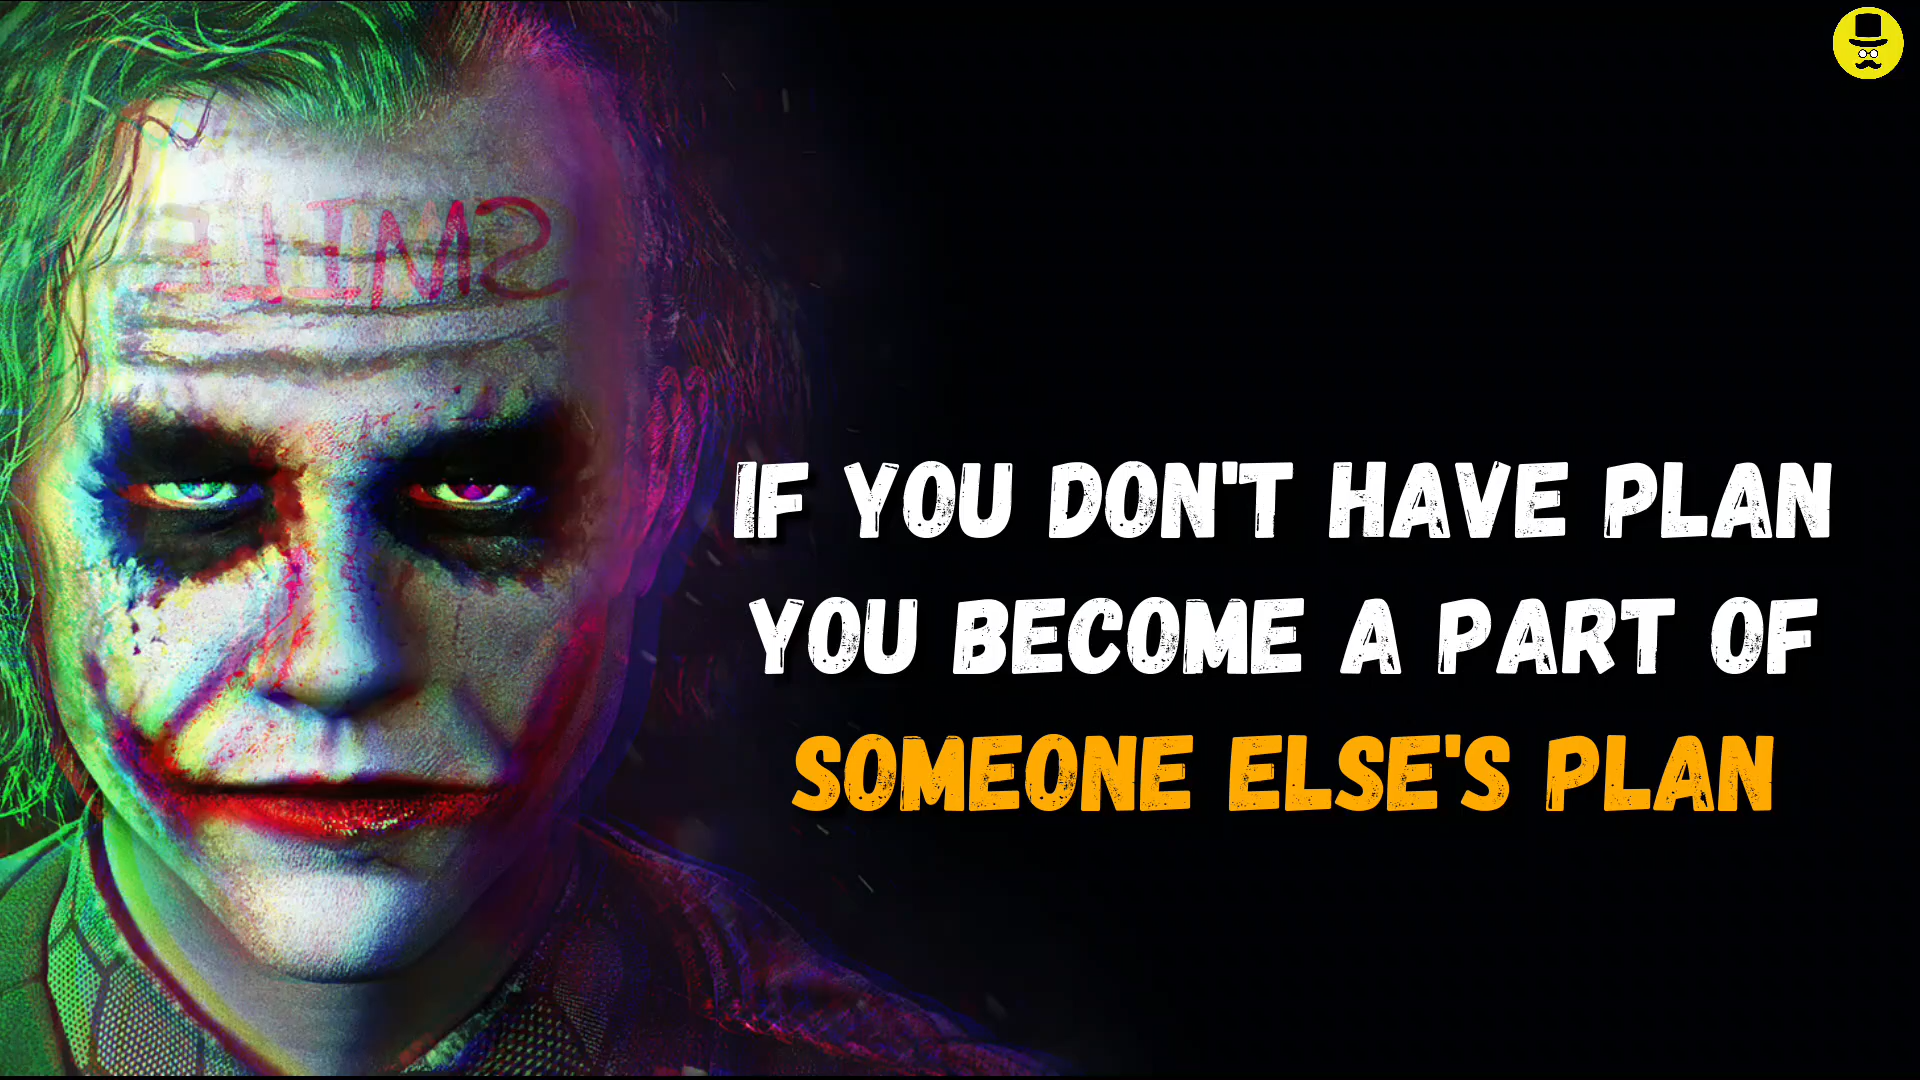 SMILE
IF YOU DON'T HAVE PLAN
YOU BECOME A PART OF
SOMEONE ELSE'S PLAN